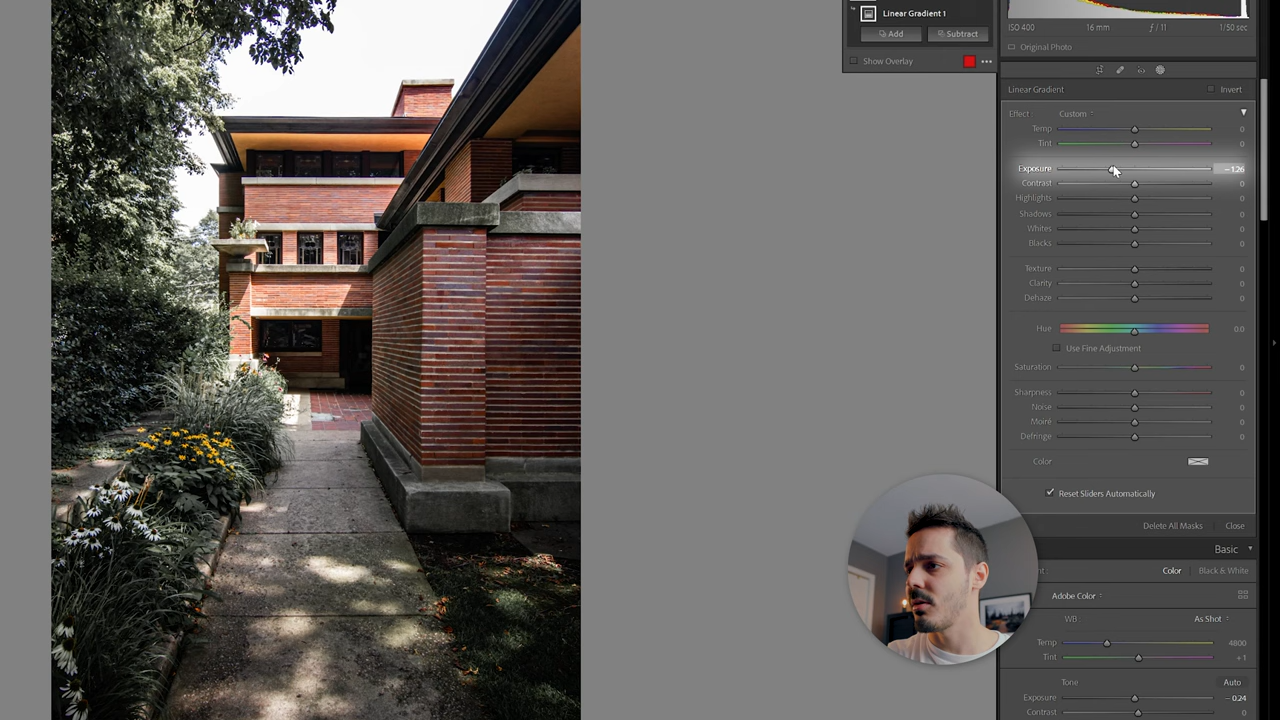 Linear Gradient 1
Add Subtract
Show Overlay
ISO 400 16 mm ƒ / 11 1/50 sec
Original Photo
Linear Gradient Invert
Effect : Custom
Temp 0
Tint 0
Exposure − 1.26
Contrast 0
Highlights 0
Shadows 0
Whites 0
Blacks 0
Texture 0
Clarity 0
Dehaze 0
Hue 0.0
Use Fine Adjustment
Saturation 0
Sharpness 0
Noise 0
Moiré 0
Defringe 0
Color
Reset Sliders Automatically
Delete All Masks Close
Basic
Color Black & White
Adobe Color
WB As Shot
Temp 4800
Tint + 1
Tone Auto
Exposure − 0.24
Contrast 0